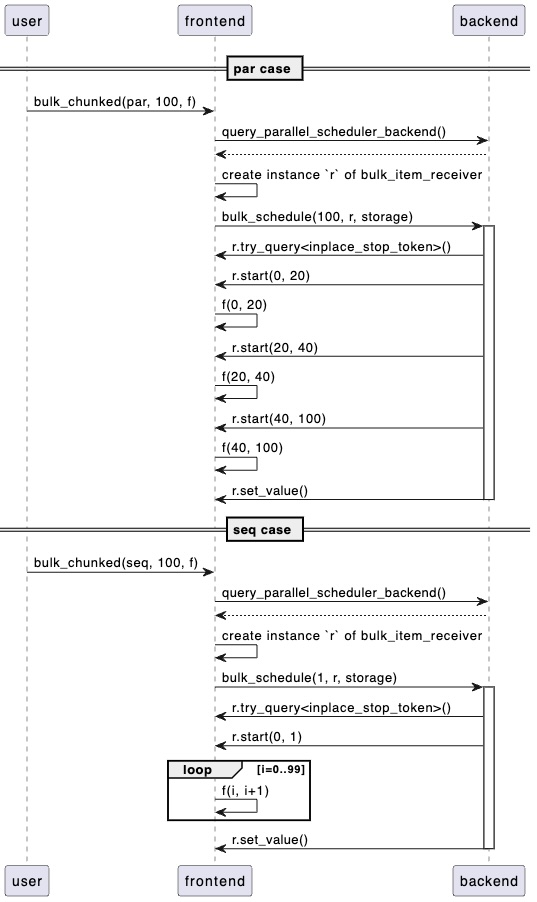 user frontend backend
par case
bulk_chunked(par, 100, f)
query_parallel_scheduler_backend()
create instance `r` of bulk_item_receiver
bulk_schedule(100, r, storage)
r.try_query<inplace_stop_token>()
r.start(0, 20)
f(0, 20)
r.start(20, 40)
f(20, 40)
r.start(40, 100)
f(40, 100)
r.set_value()
seq case
bulk_chunked(seq, 100, f)
query_parallel_scheduler_backend()
create instance `r` of bulk_item_receiver
bulk_schedule(1, r, storage)
r.try_query<inplace_stop_token>()
r.start(0, 1)
loop [i=0..99]
f(i, i+1)
r.set_value()
user frontend backend